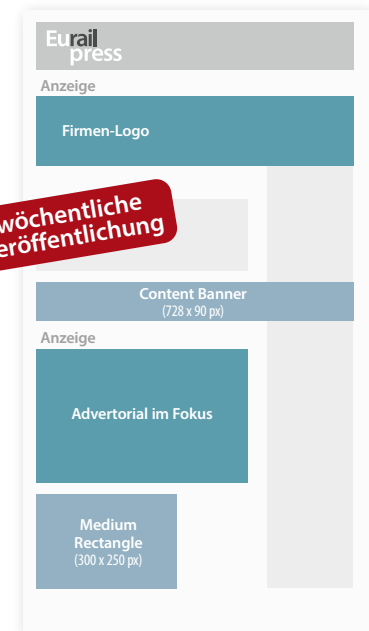 Eurail
press
Anzeige
Firmen-Logo
wöchentliche
eröffentlichung
Content Banner
(728 x 90 px)
Anzeige
Advertorial im Fokus
Medium
Rectangle
(300 x 250 px)